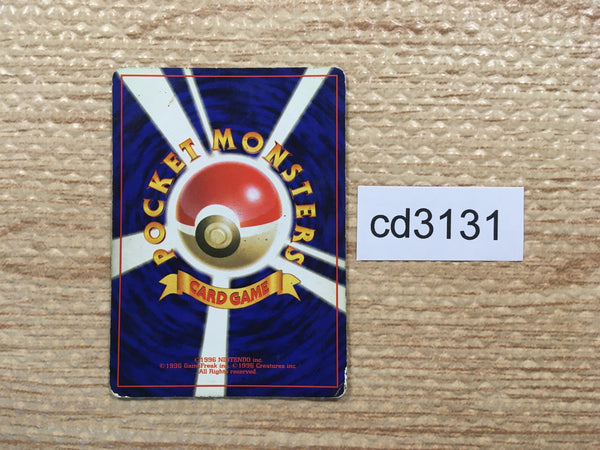 POCKET MONSTERS
CARD GAME
©1996 NINTENDO inc.
©1996 GameFreak inc. ©1996 Creatures inc.
All Rights reserved.
cd3131